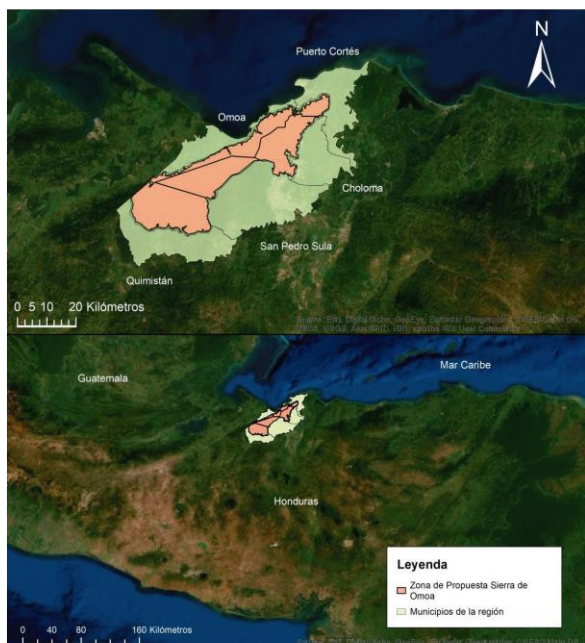 Puerto Cortés
N
Omoa
Choloma
San Pedro Sula
Quimistán
0 5 10 20 Kilómetros
Guatemala
Mar Caribe
Honduras
Leyenda
Zona de Propuesta Sierra de
Omoa
Municipios de la región
0 40 80 160 Kilómetros